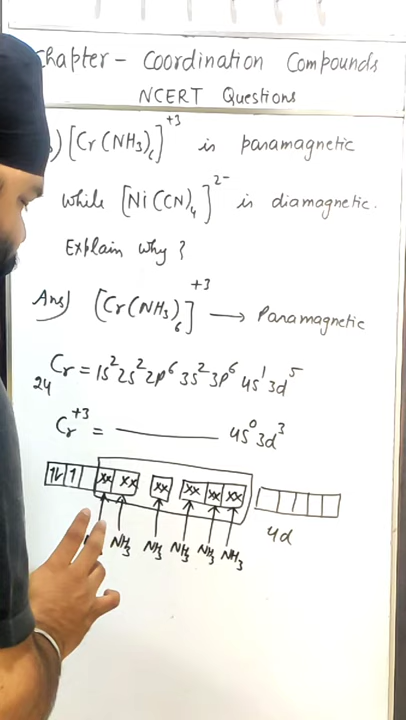 Chapter - Coordination Compounds
NCERT Questions
) [Cr(NH3)6]+3 is paramagnetic
while [Ni(CN)4]2- is diamagnetic.
Explain why?
Ans) [Cr(NH3)6]+3 → Paramagnetic
24Cr = 1s2 2s2 2p6 3s2 3p6 4s1 3d5
Cr+3 = ——— 4s0 3d3
1L 1 xx xx xx xx xx xx
4d
NH3 NH3 NH3 NH3 NH3